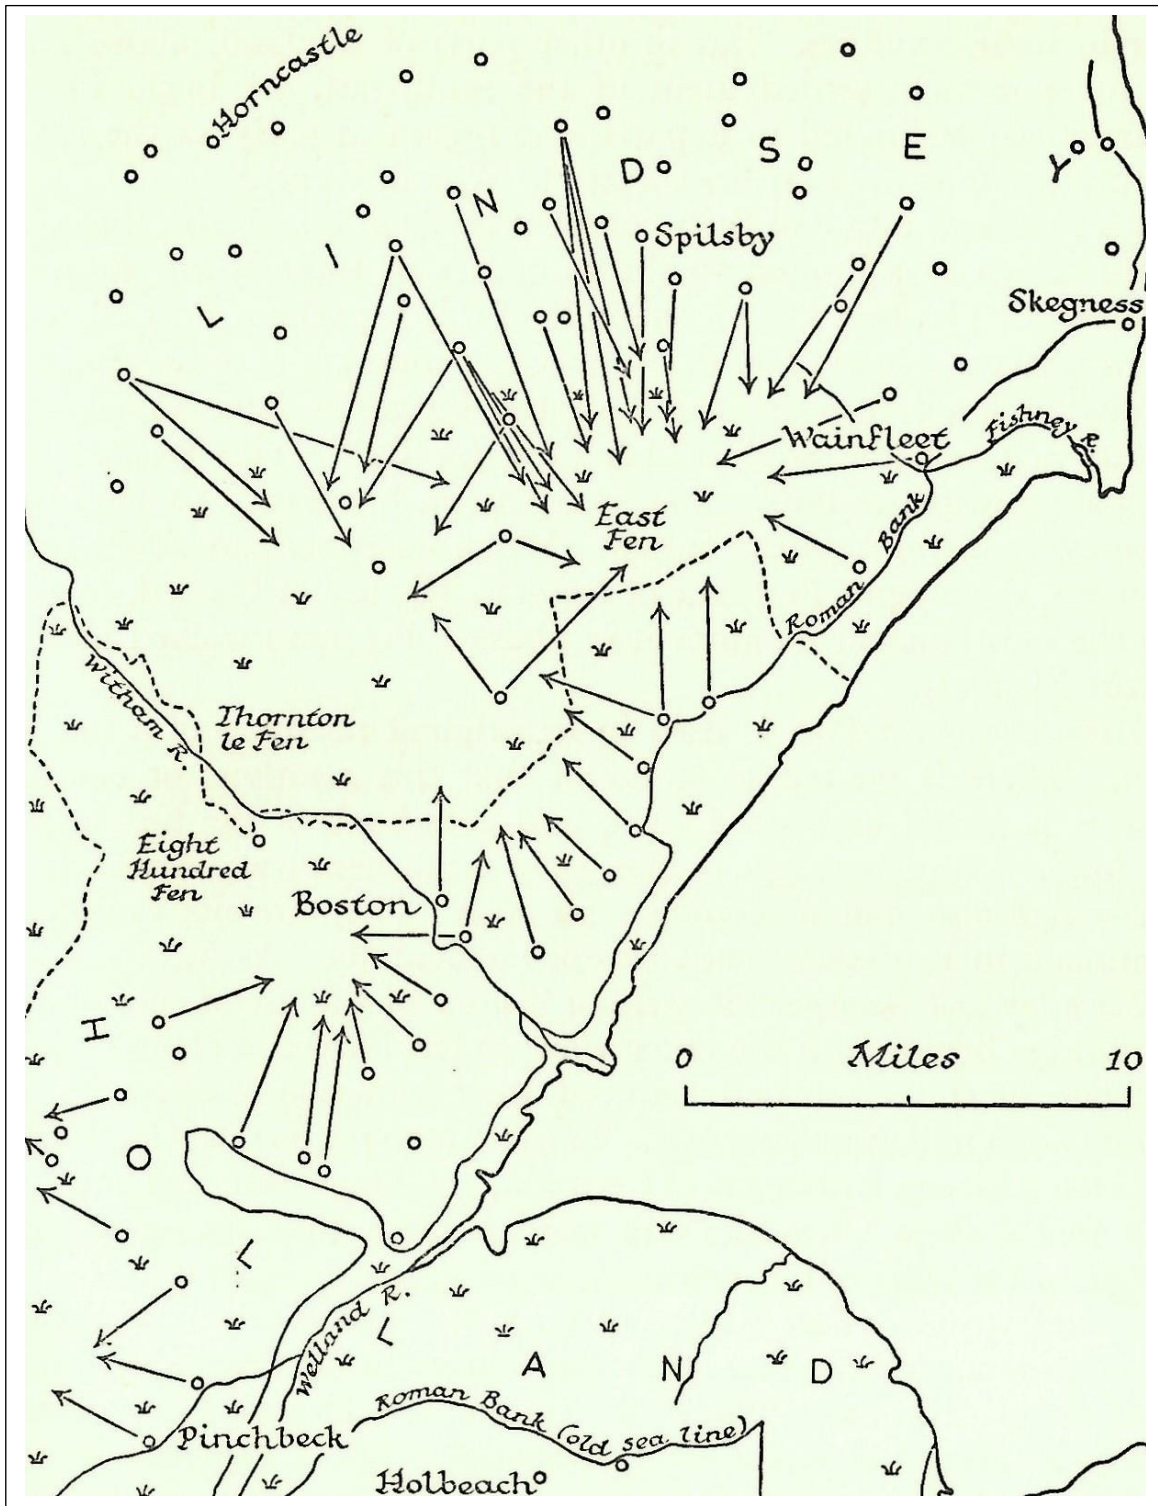 Horncastle
L I N D S E Y
Spilsby
Skegness
Wainfleet
Fishney R.
East
Fen
Roman Bank
Witham R.
Thornton
le Fen
Eight
Hundred
Fen
Boston
0 Miles 10
H O L L A N D
Welland R.
Roman Bank (old sea line)
Pinchbeck
Holbeach